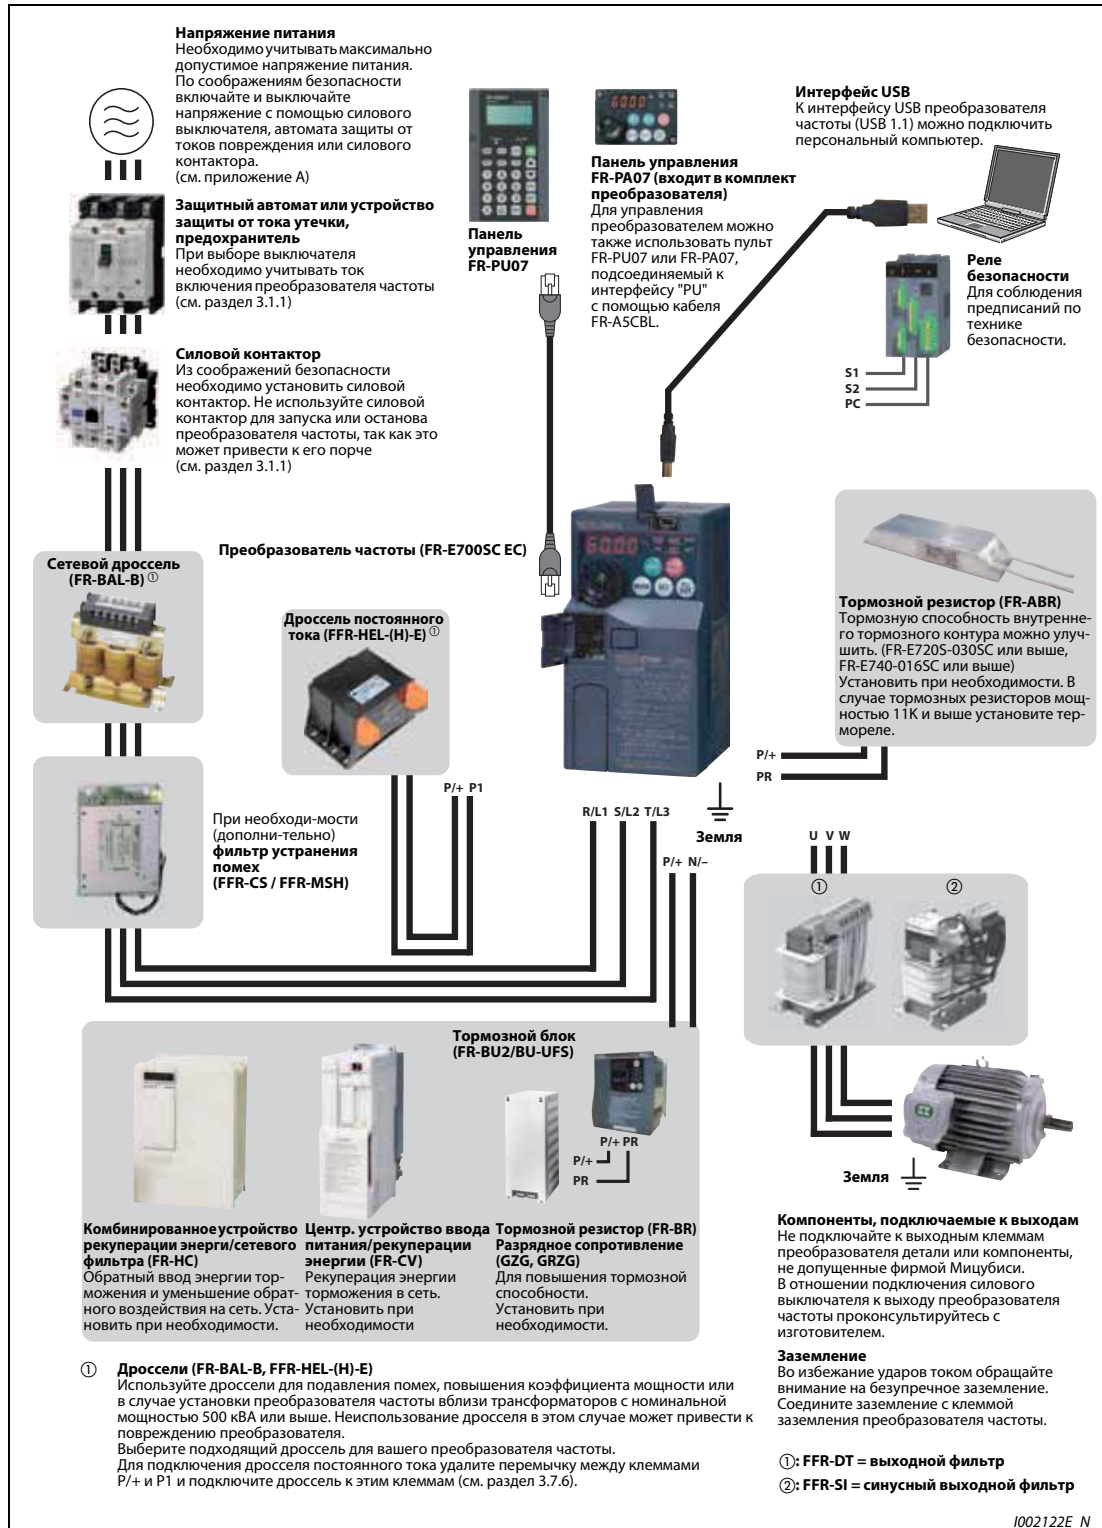 Напряжение питания
Необходимо учитывать максимально
допустимое напряжение питания.
По соображениям безопасности
включайте и выключайте
напряжение с помощью силового
выключателя, автомата защиты от
токов повреждения или силового
контактора.
(см. приложение A)
Защитный автомат или устройство
защиты от тока утечки,
предохранитель
При выборе выключателя
необходимо учитывать ток
включения преобразователя частоты
(см. раздел 3.1.1)
Силовой контактор
Из соображений безопасности
необходимо установить силовой
контактор. Не используйте силовой
контактор для запуска или останова
преобразователя частоты, так как это
может привести к его порче
(см. раздел 3.1.1)
Панель
управления
FR-PU07
Панель управления
FR-PA07 (входит в комплект
преобразователя)
Для управления
преобразователем можно
также использовать пульт
FR-PU07 или FR-PA07,
подсоединяемый к
интерфейсу "PU"
с помощью кабеля
FR-A5CBL.
Интерфейс USB
К интерфейсу USB преобразователя
частоты (USB 1.1) можно подключить
персональный компьютер.
Реле
безопасности
Для соблюдения
предписаний по
технике
безопасности.
S1
S2
PC
Преобразователь частоты (FR-E700SC EC)
6000
Сетевой дроссель
(FR-BAL-B) ①
Дроссель постоянного
тока (FFR-HEL-(H)-E) ①
Тормозной резистор (FR-ABR)
Тормозную способность внутренне-
го тормозного контура можно улуч-
шить. (FR-E720S-030SC или выше,
FR-E740-016SC или выше)
Установить при необходимости. В
случае тормозных резисторов мощ-
ностью 11K и выше установите тер-
мореле.
P/+
PR
P/+ P1
R/L1 S/L2 T/L3
Земля
P/+ N/–
U V W
① ②
При необходи-мости
(дополни-тельно)
фильтр устранения
помех
(FFR-CS / FFR-MSH)
Тормозной блок
(FR-BU2/BU-UFS)
P/+ PR
P/+
PR
Земля
Комбинированное устройство
рекуперации энерги/сетевого
фильтра (FR-HC)
Обратный ввод энергии тор-
можения и уменьшение обрат-
ного воздействия на сеть. Уста-
новить при необходимости.
Центр. устройство ввода
питания/рекуперации
энергии (FR-CV)
Рекуперация энергии
торможения в сеть.
Установить при
необходимости
Тормозной резистор (FR-BR)
Разрядное сопротивление
(GZG, GRZG)
Для повышения тормозной
способности.
Установить при
необходимости.
Компоненты, подключаемые к выходам
Не подключайте к выходным клеммам
преобразователя детали или компоненты,
не допущенные фирмой Мицубиси.
В отношении подключения силового
выключателя к выходу преобразователя
частоты проконсультируйтесь с
изготовителем.
Заземление
Во избежание ударов током обращайте
внимание на безупречное заземление.
Соедините заземление с клеммой
заземления преобразователя частоты.
①: FFR-DT = выходной фильтр
②: FFR-SI = синусный выходной фильтр
① Дроссели (FR-BAL-B, FFR-HEL-(H)-E)
Используйте дроссели для подавления помех, повышения коэффициента мощности или
в случае установки преобразователя частоты вблизи трансформаторов с номинальной
мощностью 500 кВА или выше. Неиспользование дросселя в этом случае может привести к
повреждению преобразователя.
Выберите подходящий дроссель для вашего преобразователя частоты.
Для подключения дросселя постоянного тока удалите перемычку между клеммами
P/+ и P1 и подключите дроссель к этим клеммам (см. раздел 3.7.6).
I002122E_N